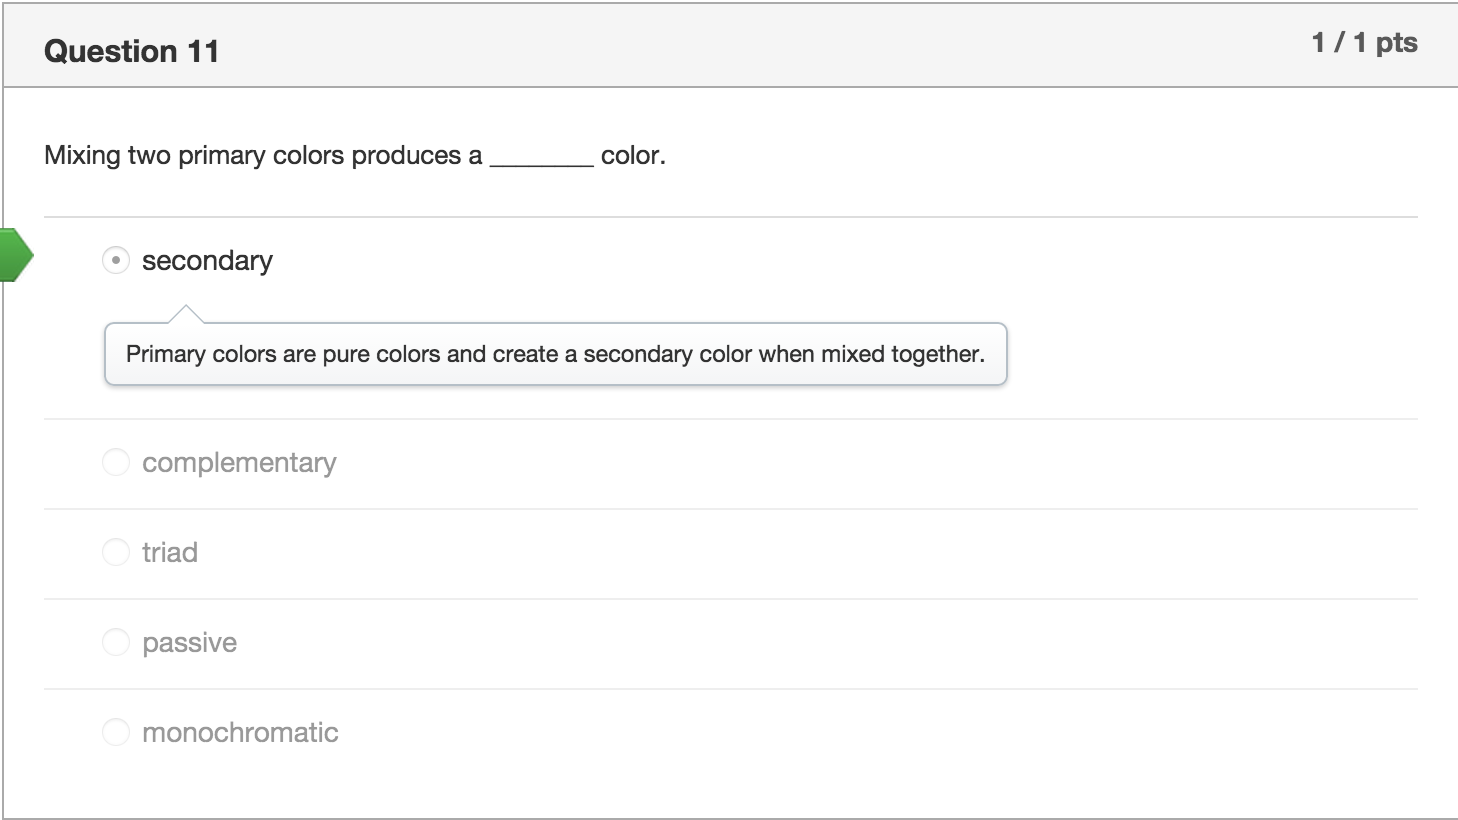 Question 11
1 / 1 pts
Mixing two primary colors produces a ________ color.
secondary
Primary colors are pure colors and create a secondary color when mixed together.
complementary
triad
passive
monochromatic